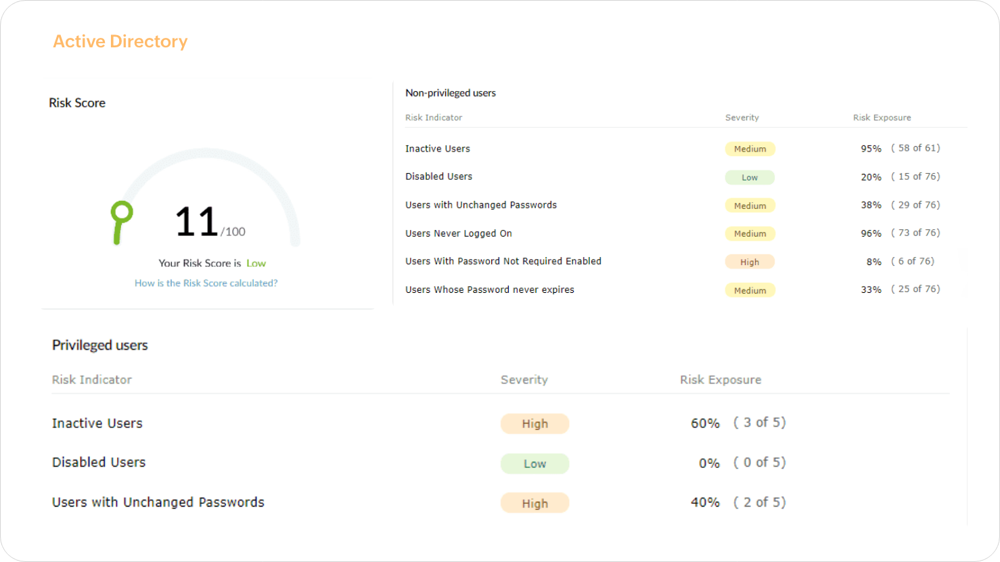 Active Directory
Risk Score
11/100
Your Risk Score is Low
How is the Risk Score calculated?
Non-privileged users
Risk Indicator Severity Risk Exposure
Inactive Users Medium 95% ( 58 of 61)
Disabled Users Low 20% ( 15 of 76)
Users with Unchanged Passwords Medium 38% ( 29 of 76)
Users Never Logged On Medium 96% ( 73 of 76)
Users With Password Not Required Enabled High 8% ( 6 of 76)
Users Whose Password never expires Medium 33% ( 25 of 76)
Privileged users
Risk Indicator Severity Risk Exposure
Inactive Users High 60% ( 3 of 5)
Disabled Users Low 0% ( 0 of 5)
Users with Unchanged Passwords High 40% ( 2 of 5)